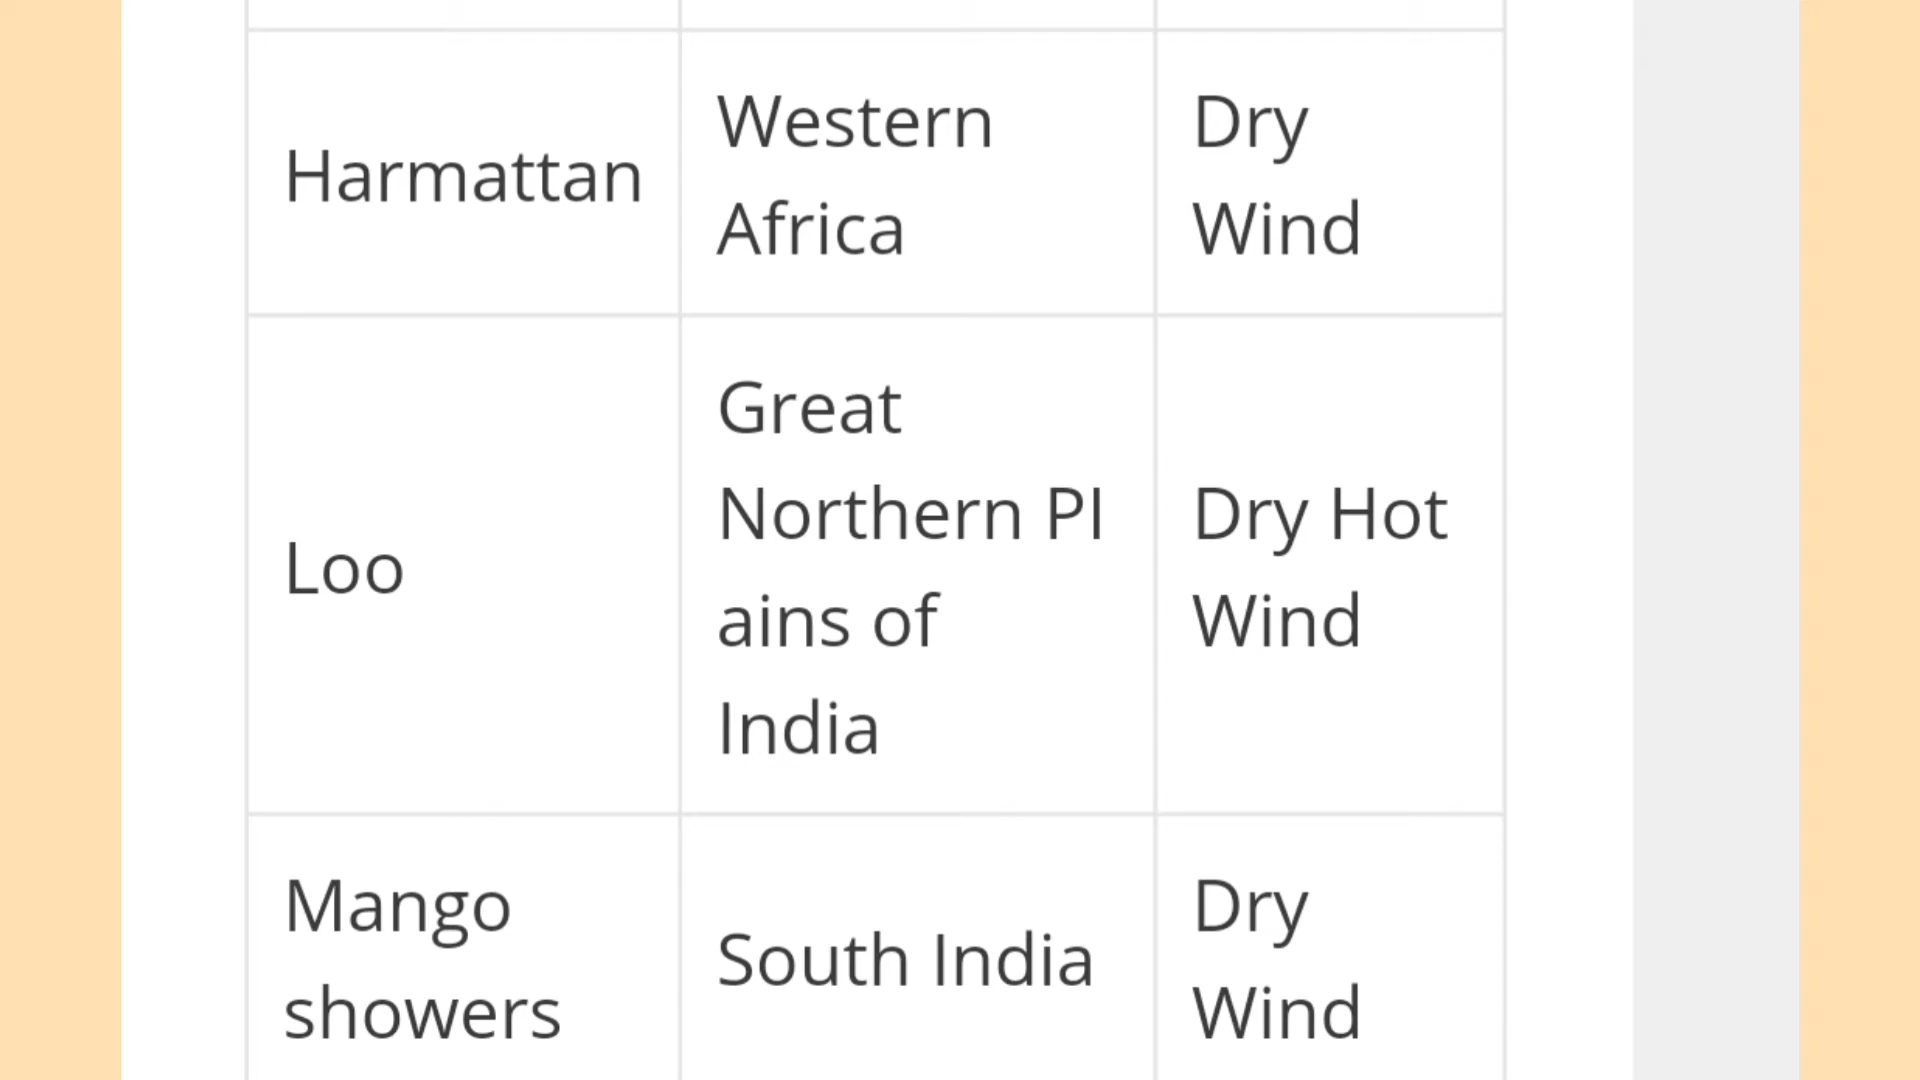 Harmattan
Western
Africa
Dry
Wind
Loo
Great
Northern Pl
ains of
India
Dry Hot
Wind
Mango
showers
South India
Dry
Wind